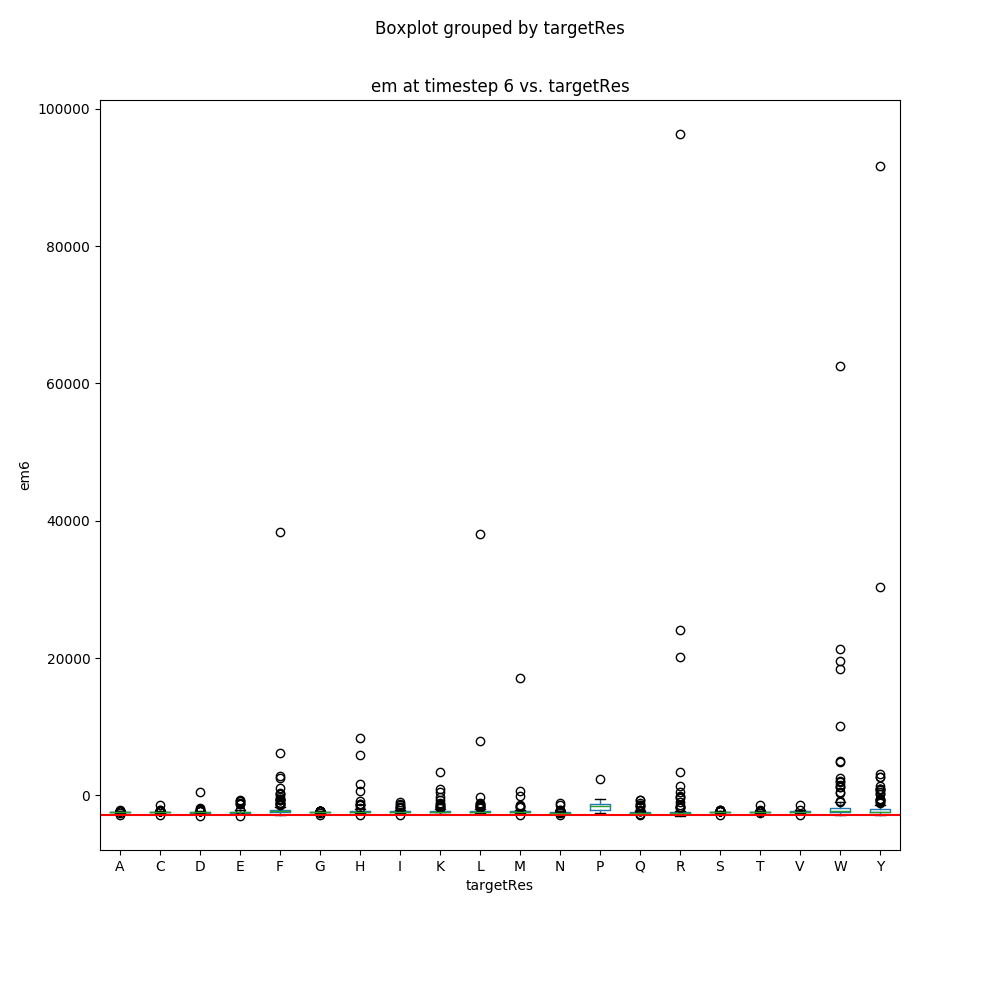 Boxplot grouped by targetRes
em at timestep 6 vs. targetRes
100000
80000
60000
40000
20000
0
em6
A C D E F G H I K L M N P Q R S T V W Y
targetRes